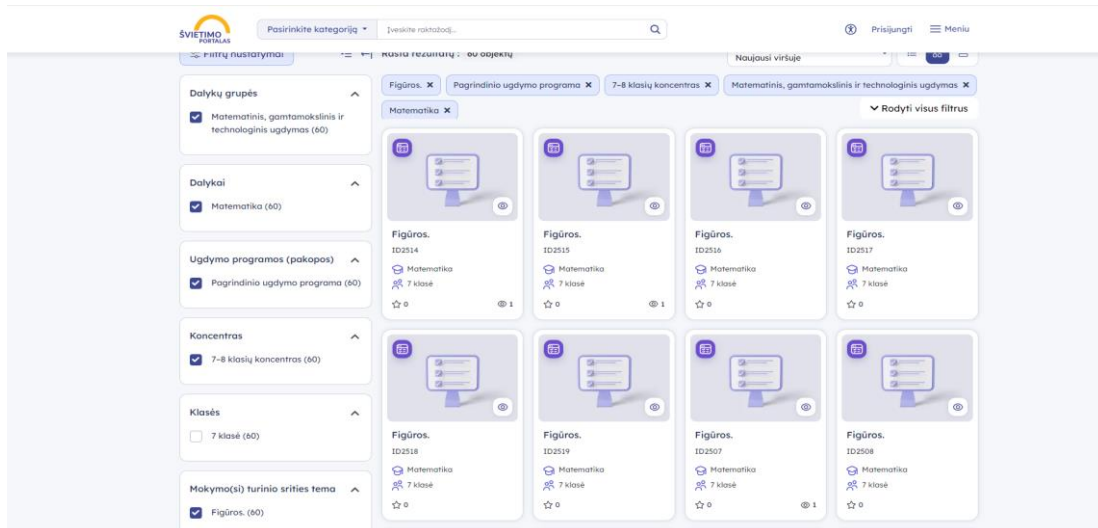 ŠVIETIMO
PORTALAS
Pasirinkite kategoriją
Įveskite raktažodį...
Prisijungti
Meniu
Filtrų nustatymai
Rasta rezultatų : 60 objektų
Naujausi viršuje
Dalykų grupės
Matematinis, gamtamokslinis ir
technologinis ugdymas (60)
Dalykai
Matematika (60)
Ugdymo programos (pakopos)
Pagrindinio ugdymo programa (60)
Koncentras
7-8 klasių koncentras (60)
Klasės
7 klasė (60)
Mokymo(si) turinio srities tema
Figūros. (60)
Figūros. ×
Pagrindinio ugdymo programa ×
7-8 klasių koncentras ×
Matematinis, gamtamokslinis ir technologinis ugdymas ×
Matematika ×
Rodyti visus filtrus
Figūros.
ID2514
Matematika
7 klasė
0 1
Figūros.
ID2515
Matematika
7 klasė
0 1
Figūros.
ID2516
Matematika
7 klasė
0
Figūros.
ID2517
Matematika
7 klasė
0
Figūros.
ID2518
Matematika
7 klasė
0
Figūros.
ID2519
Matematika
7 klasė
0
Figūros.
ID2507
Matematika
7 klasė
0 1
Figūros.
ID2508
Matematika
7 klasė
0